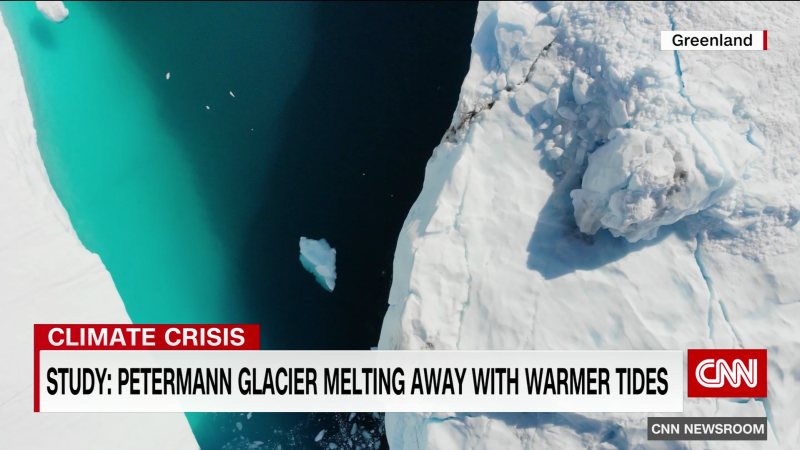 Greenland
CLIMATE CRISIS
STUDY: PETERMANN GLACIER MELTING AWAY WITH WARMER TIDES
CNN
CNN NEWSROOM